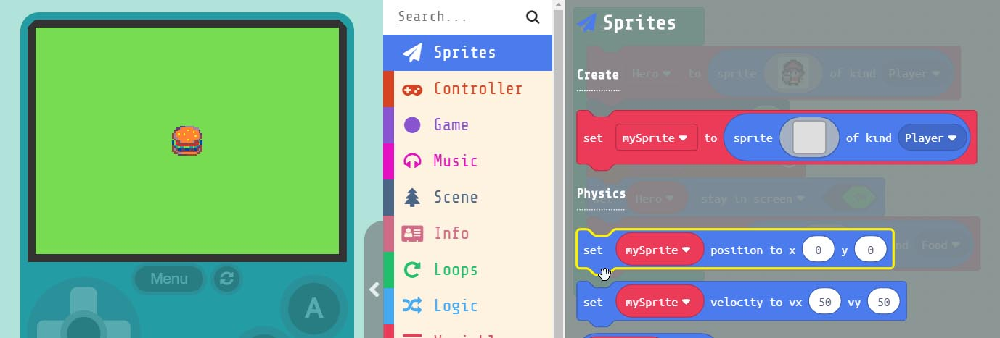 Menu
A
Search...
Sprites
Controller
Game
Music
Scene
Info
Loops
Logic
Sprites
Hero to sprite of kind Player
Create
set mySprite to sprite of kind Player
Physics
Hero stay in screen
nd Food
set mySprite position to x 0 y 0
set mySprite velocity to vx 50 vy 50